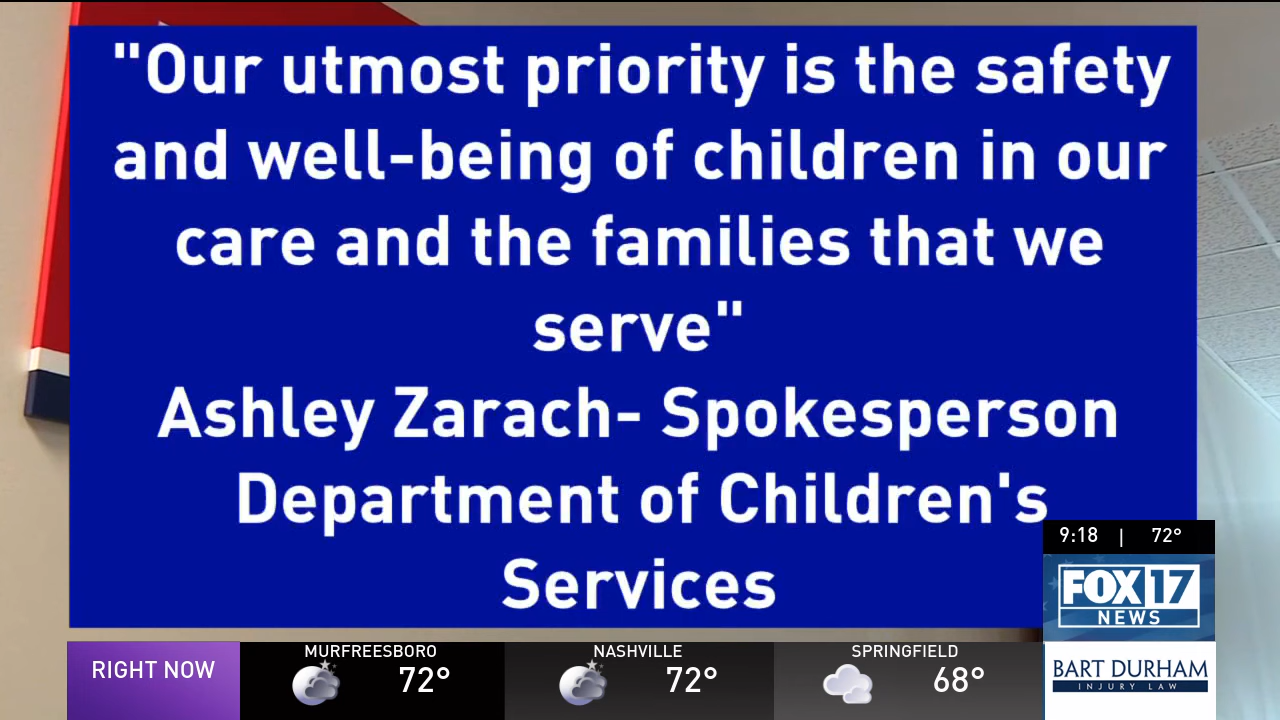 "Our utmost priority is the safety
and well-being of children in our
care and the families that we
serve"
Ashley Zarach- Spokesperson
Department of Children's
Services
9:18 | 72°
FOX 17
NEWS
BART DURHAM
INJURY LAW
RIGHT NOW
MURFREESBORO
72°
NASHVILLE
72°
SPRINGFIELD
68°